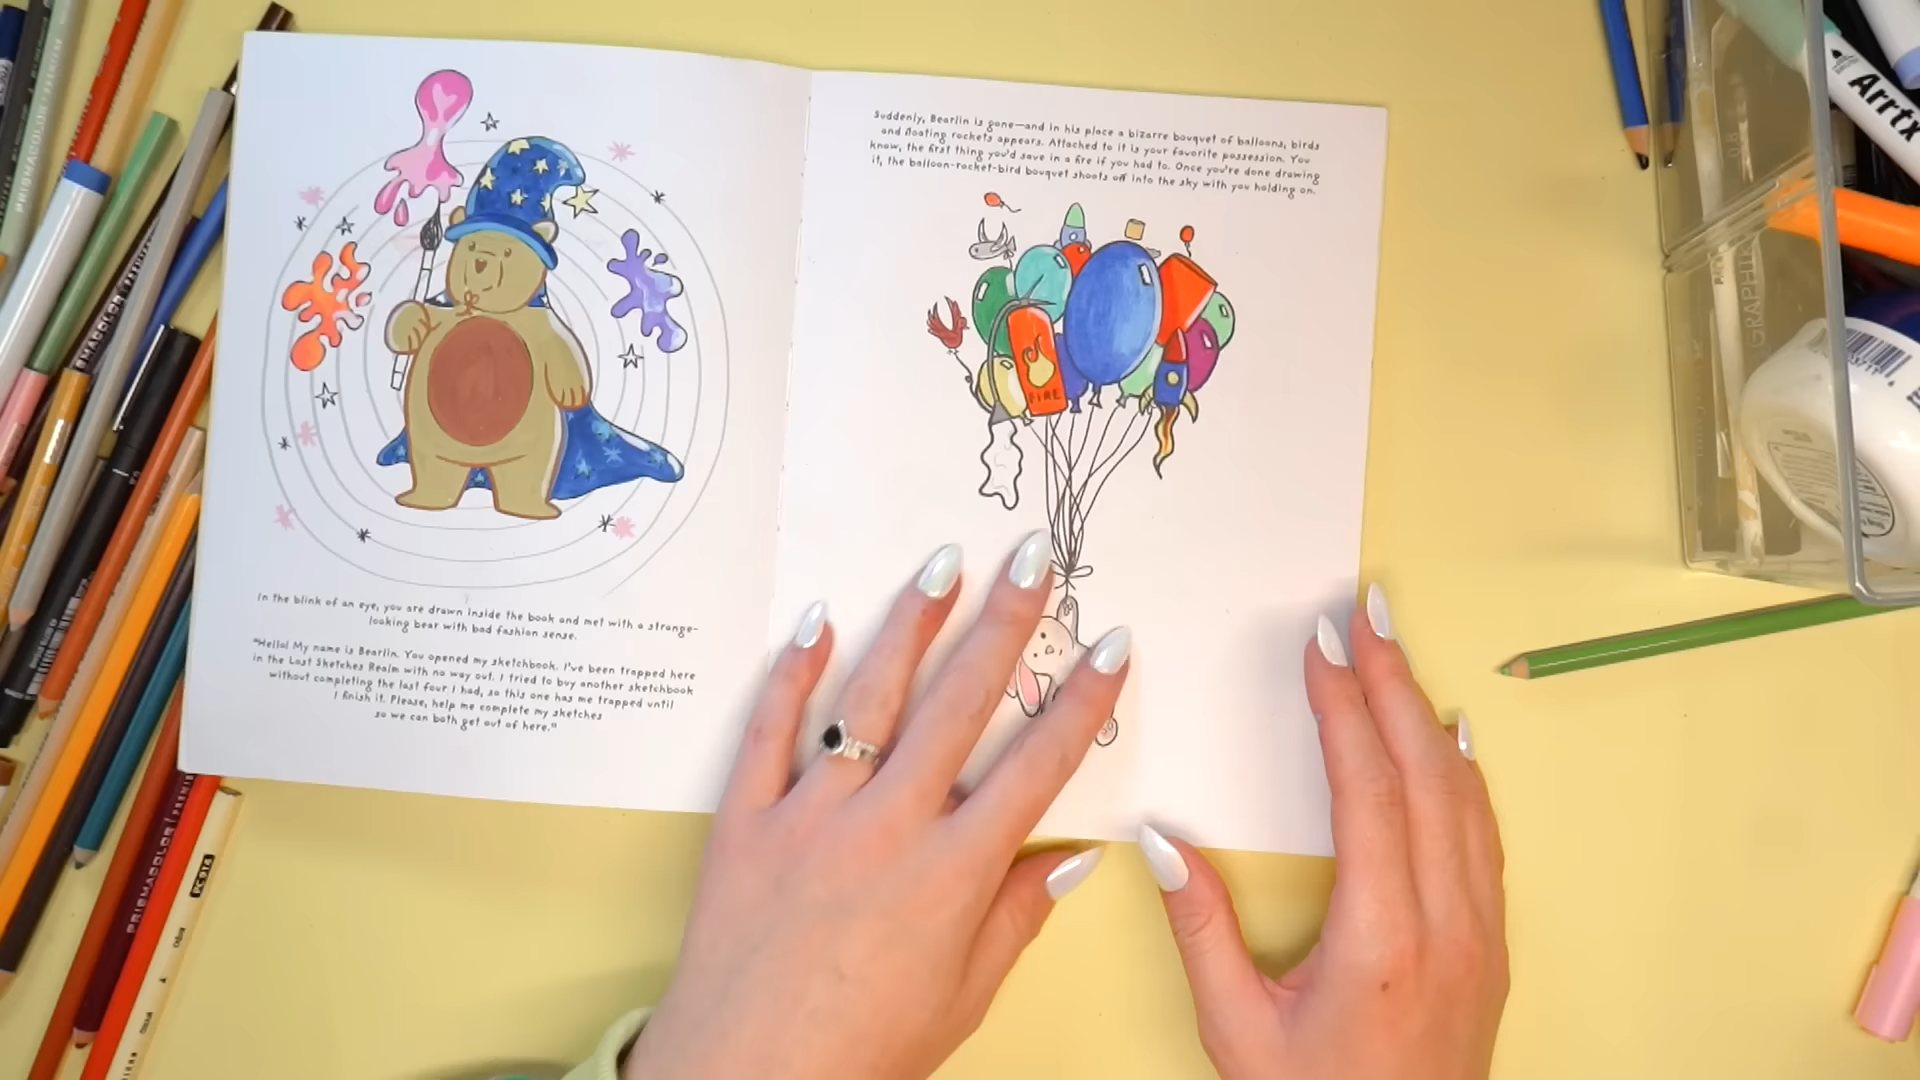 Suddenly, Bearlin is gone—and in his place a bizarre bouquet of balloons, birds
and floating rockets appears. Attached to it is your favorite possession. You
know, the first thing you'd save in a fire if you had to. Once you're done drawing
it, the balloon-rocket-bird bouquet shoots off into the sky with you holding on.
FIRE
In the blink of an eye, you are drawn inside the book and met with a strange-
looking bear with bad fashion sense.
"Hello! My name is Bearlin. You opened my sketchbook. I've been trapped here
in the Last Sketches Realm with no way out. I tried to buy another sketchbook
without completing the last four I had, so this one has me trapped until
I finish it. Please, help me complete my sketches
so we can both get out of here."
PRISMACOLOR
PRISMACOLOR
Arrtx
GRAPHI